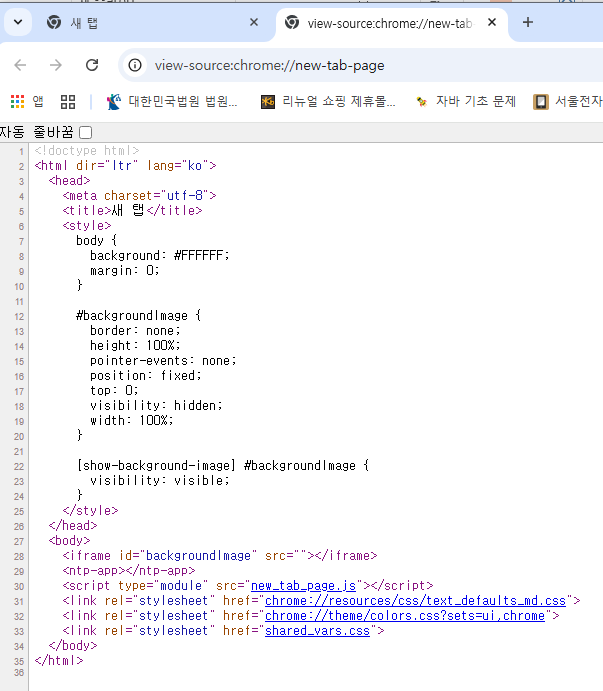 새 탭
view-source:chrome://new-tab
view-source:chrome://new-tab-page
앱
대한민국법원 법원...
리뉴얼 쇼핑 제휴몰...
자바 기초 문제
서울전자
자동 줄바꿈
1 <!doctype html>
2 <html dir="ltr" lang="ko">
3 <head>
4 <meta charset="utf-8">
5 <title>새 탭</title>
6 <style>
7 body {
8 background: #FFFFFF;
9 margin: 0;
10 }
11
12 #backgroundImage {
13 border: none;
14 height: 100%;
15 pointer-events: none;
16 position: fixed;
17 top: 0;
18 visibility: hidden;
19 width: 100%;
20 }
21
22 [show-background-image] #backgroundImage {
23 visibility: visible;
24 }
25 </style>
26 </head>
27 <body>
28 <iframe id="backgroundImage" src=""></iframe>
29 <ntp-app></ntp-app>
30 <script type="module" src="new_tab_page.js"></script>
31 <link rel="stylesheet" href="chrome://resources/css/text_defaults_md.css">
32 <link rel="stylesheet" href="chrome://theme/colors.css?sets=ui,chrome">
33 <link rel="stylesheet" href="shared_vars.css">
34 </body>
35 </html>
36